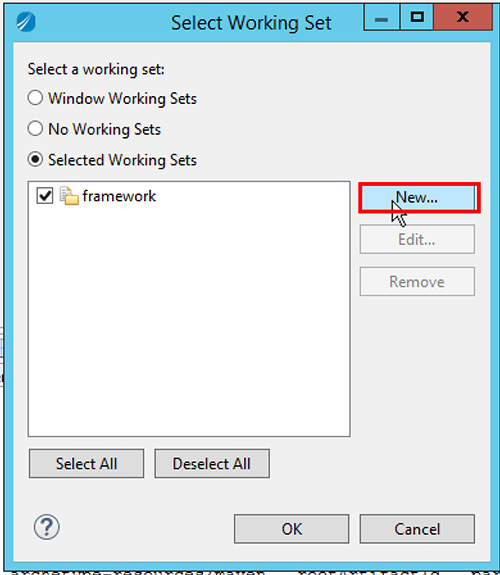 Select Working Set
Select a working set:
Window Working Sets
No Working Sets
Selected Working Sets
framework
New...
Edit...
Remove
Select All
Deselect All
OK
Cancel